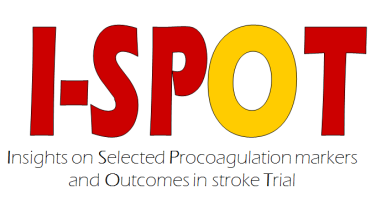 I-SPOT
Insights on Selected Procoagulation markers
and Outcomes in stroke Trial